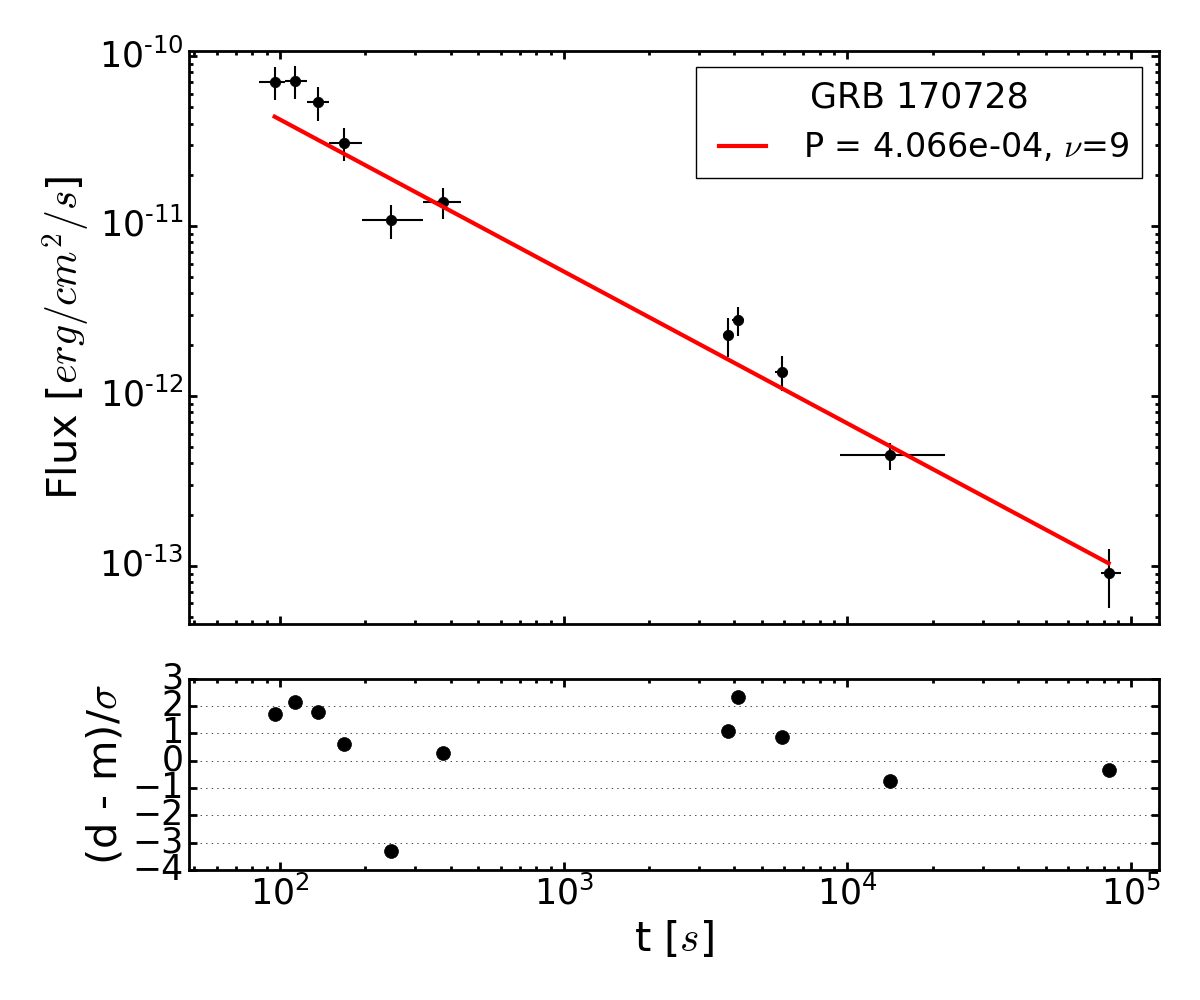 10^-10
10^-11
10^-12
10^-13
Flux [erg/cm^2/s]
GRB 170728
P = 4.066e-04, ν=9
3
2
1
0
−1
−2
−3
−4
(d - m)/σ
10^2 10^3 10^4 10^5
t [s]